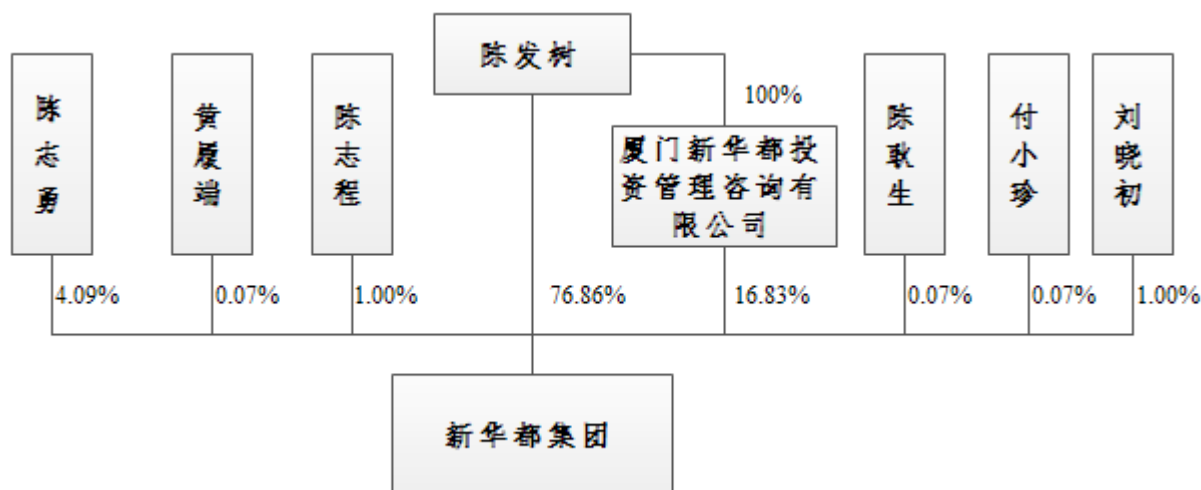 陈发树
陈志勇
黄履端
陈志程
100%
厦门新华都投
资管理咨询有
限公司
陈耿生
付小珍
刘晓初
4.09%
0.07%
1.00%
76.86%
16.83%
0.07%
0.07%
1.00%
新华都集团